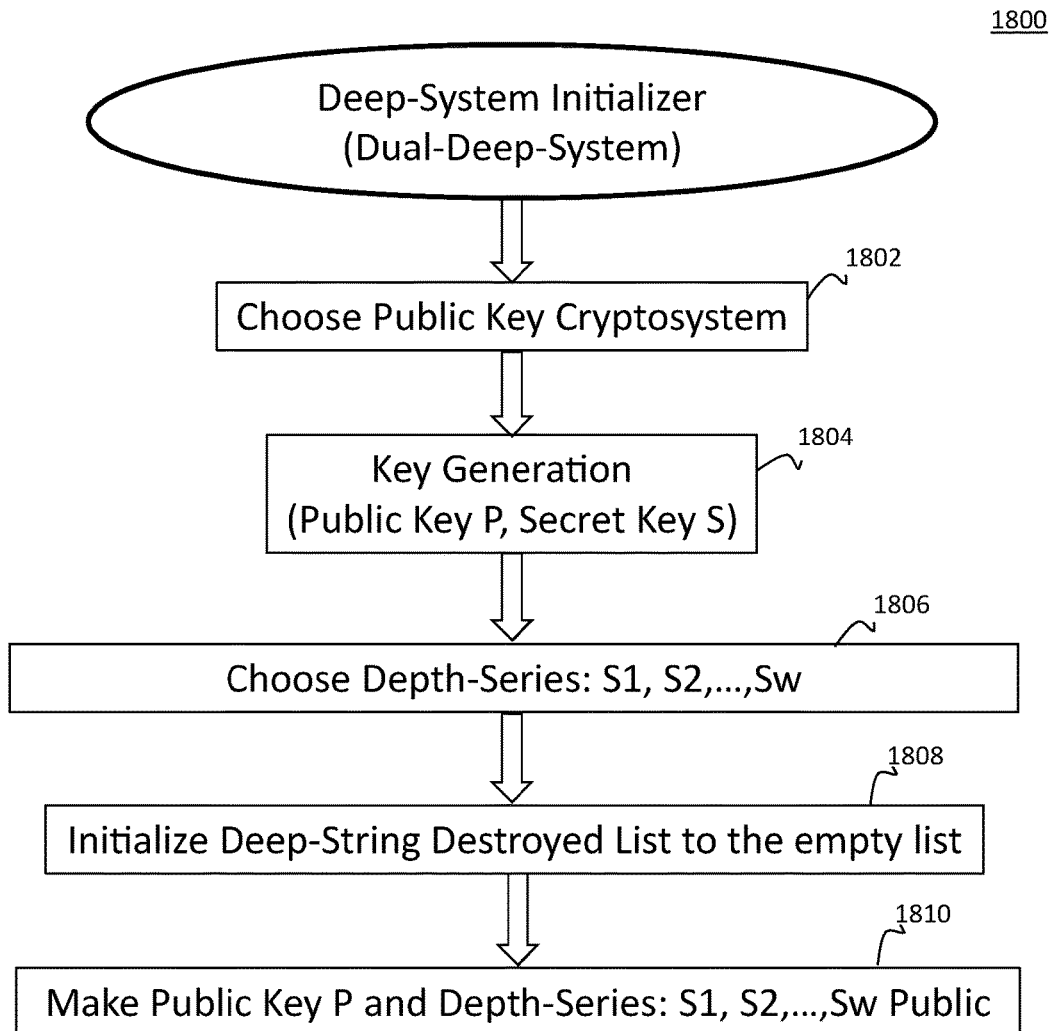 1800
Deep-System Initializer
(Dual-Deep-System)
1802
Choose Public Key Cryptosystem
1804
Key Generation
(Public Key P, Secret Key S)
1806
Choose Depth-Series: S1, S2,...,Sw
1808
Initialize Deep-String Destroyed List to the empty list
1810
Make Public Key P and Depth-Series: S1, S2,...,Sw Public